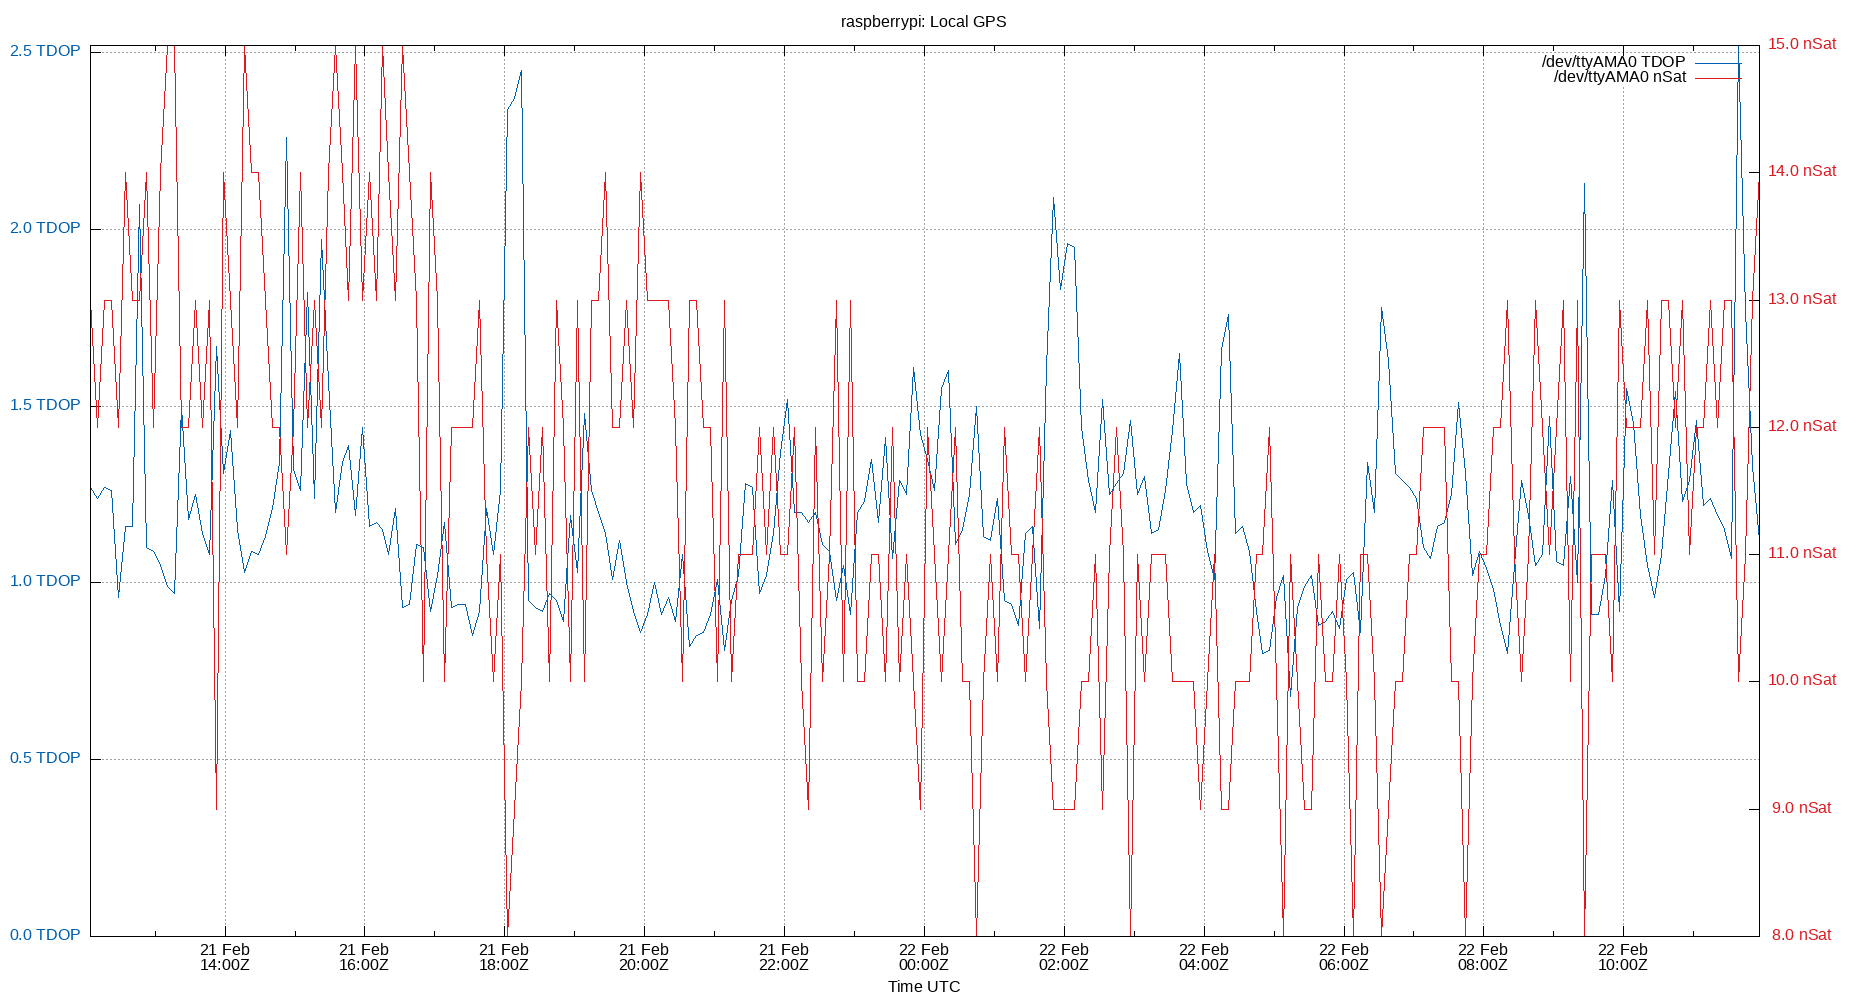 raspberrypi: Local GPS
2.5 TDOP
15.0 nSat
/dev/ttyAMA0 TDOP
/dev/ttyAMA0 nSat
14.0 nSat
2.0 TDOP
13.0 nSat
1.5 TDOP
12.0 nSat
11.0 nSat
1.0 TDOP
10.0 nSat
0.5 TDOP
9.0 nSat
0.0 TDOP
8.0 nSat
21 Feb
14:00Z
21 Feb
16:00Z
21 Feb
18:00Z
21 Feb
20:00Z
21 Feb
22:00Z
22 Feb
00:00Z
22 Feb
02:00Z
22 Feb
04:00Z
22 Feb
06:00Z
22 Feb
08:00Z
22 Feb
10:00Z
Time UTC